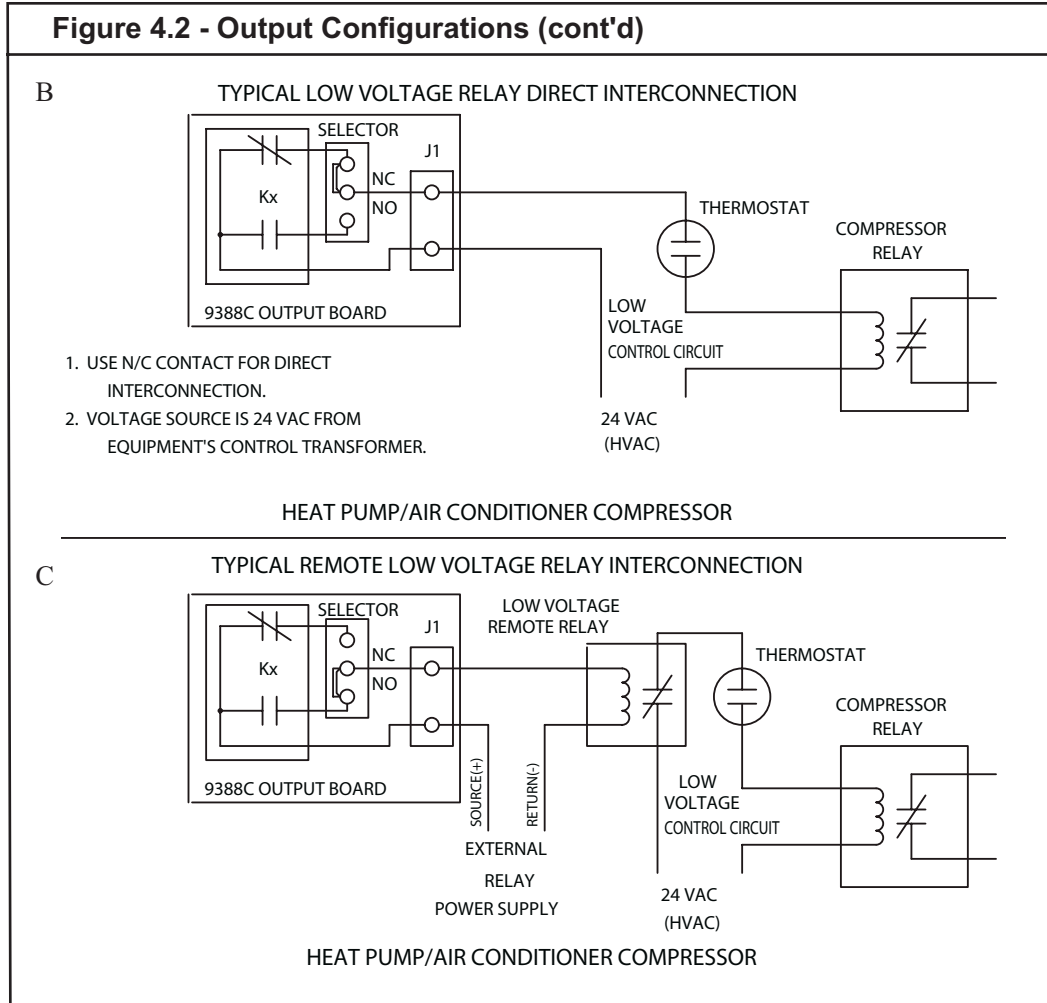 Figure 4.2 - Output Configurations (cont'd)
B
TYPICAL LOW VOLTAGE RELAY DIRECT INTERCONNECTION
SELECTOR
J1
NC
Kx
NO
9388C OUTPUT BOARD
THERMOSTAT
COMPRESSOR
RELAY
LOW
VOLTAGE
CONTROL CIRCUIT
24 VAC
(HVAC)
1. USE N/C CONTACT FOR DIRECT
INTERCONNECTION.
2. VOLTAGE SOURCE IS 24 VAC FROM
EQUIPMENT'S CONTROL TRANSFORMER.
HEAT PUMP/AIR CONDITIONER COMPRESSOR
C
TYPICAL REMOTE LOW VOLTAGE RELAY INTERCONNECTION
SELECTOR
J1
NC
Kx
NO
9388C OUTPUT BOARD
LOW VOLTAGE
REMOTE RELAY
THERMOSTAT
COMPRESSOR
RELAY
SOURCE(+)
RETURN(-)
EXTERNAL
RELAY
POWER SUPPLY
LOW
VOLTAGE
CONTROL CIRCUIT
24 VAC
(HVAC)
HEAT PUMP/AIR CONDITIONER COMPRESSOR